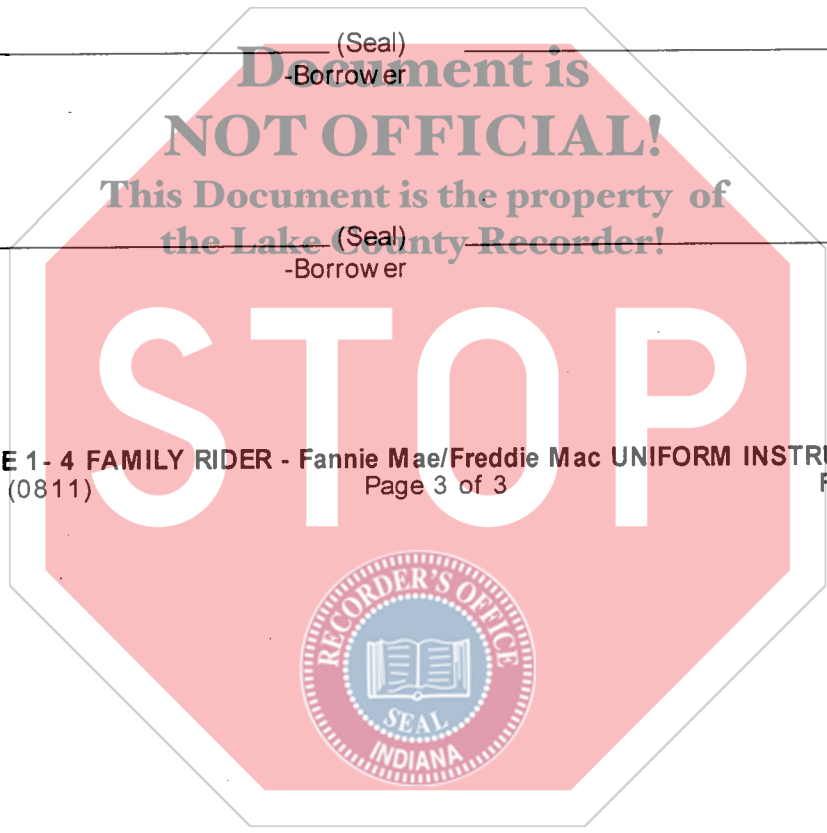 (Seal)
Document is
-Borrower
NOT OFFICIAL!
This Document is the property of
the Lake County Recorder!
(Seal)
-Borrower
STOP
E 1- 4 FAMILY RIDER - Fannie Mae/Freddie Mac UNIFORM INSTRU
(0811) Page 3 of 3 F
RECORDER'S OFFICE
SEAL
INDIANA